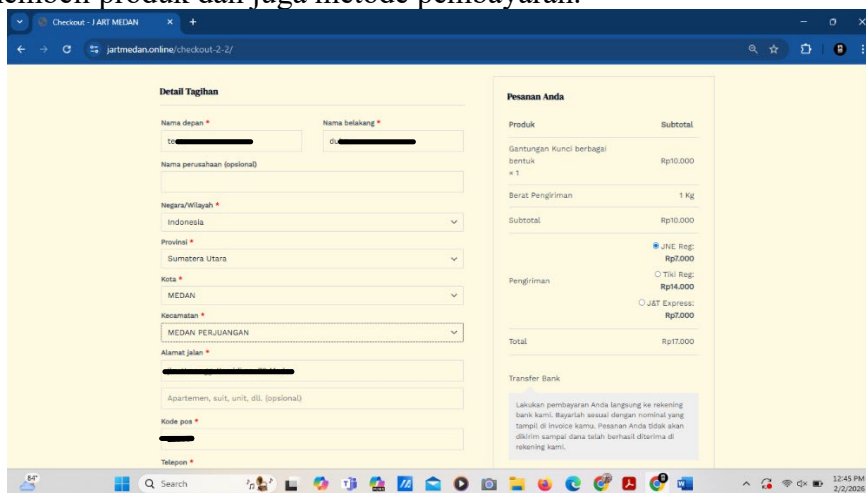 membeli produk dan juga metode pembayaran.
Checkout - J ART MEDAN
jartmedan.online/checkout-2-2/
Detail Tagihan
Nama depan *
Nama belakang *
te
du
Nama perusahaan (opsional)
Negara/Wilayah *
Indonesia
Provinsi *
Sumatera Utara
Kota *
MEDAN
Kecamatan *
MEDAN PERJUANGAN
Alamat jalan *
Apartemen, suit, unit, dll. (opsional)
Kode pos *
Telepon *
Pesanan Anda
Produk Subtotal
Gantungan Kunci berbagai
bentuk Rp10.000
× 1
Berat Pengiriman 1 Kg
Subtotal Rp10.000
Pengiriman
JNE Reg:
Rp7.000
Tiki Reg:
Rp14.000
J&T Express:
Rp7.000
Total Rp17.000
Transfer Bank
Lakukan pembayaran Anda langsung ke rekening
bank kami. Bayarlah sesuai dengan nominal yang
tampil di invoice kamu. Pesanan Anda tidak akan
dikirim sampai dana telah berhasil diterima di
rekening kami.
84°
Search
12:45 PM
2/2/2026